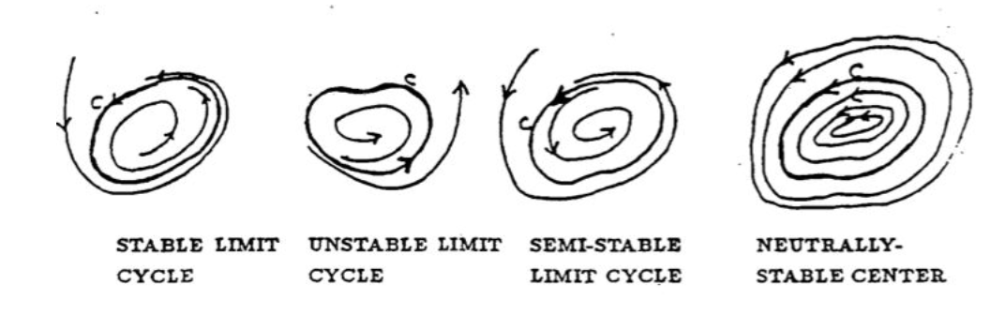 C
C
C
C
STABLE LIMIT
CYCLE
UNSTABLE LIMIT
CYCLE
SEMI-STABLE
LIMIT CYCLE
NEUTRALLY-
STABLE CENTER